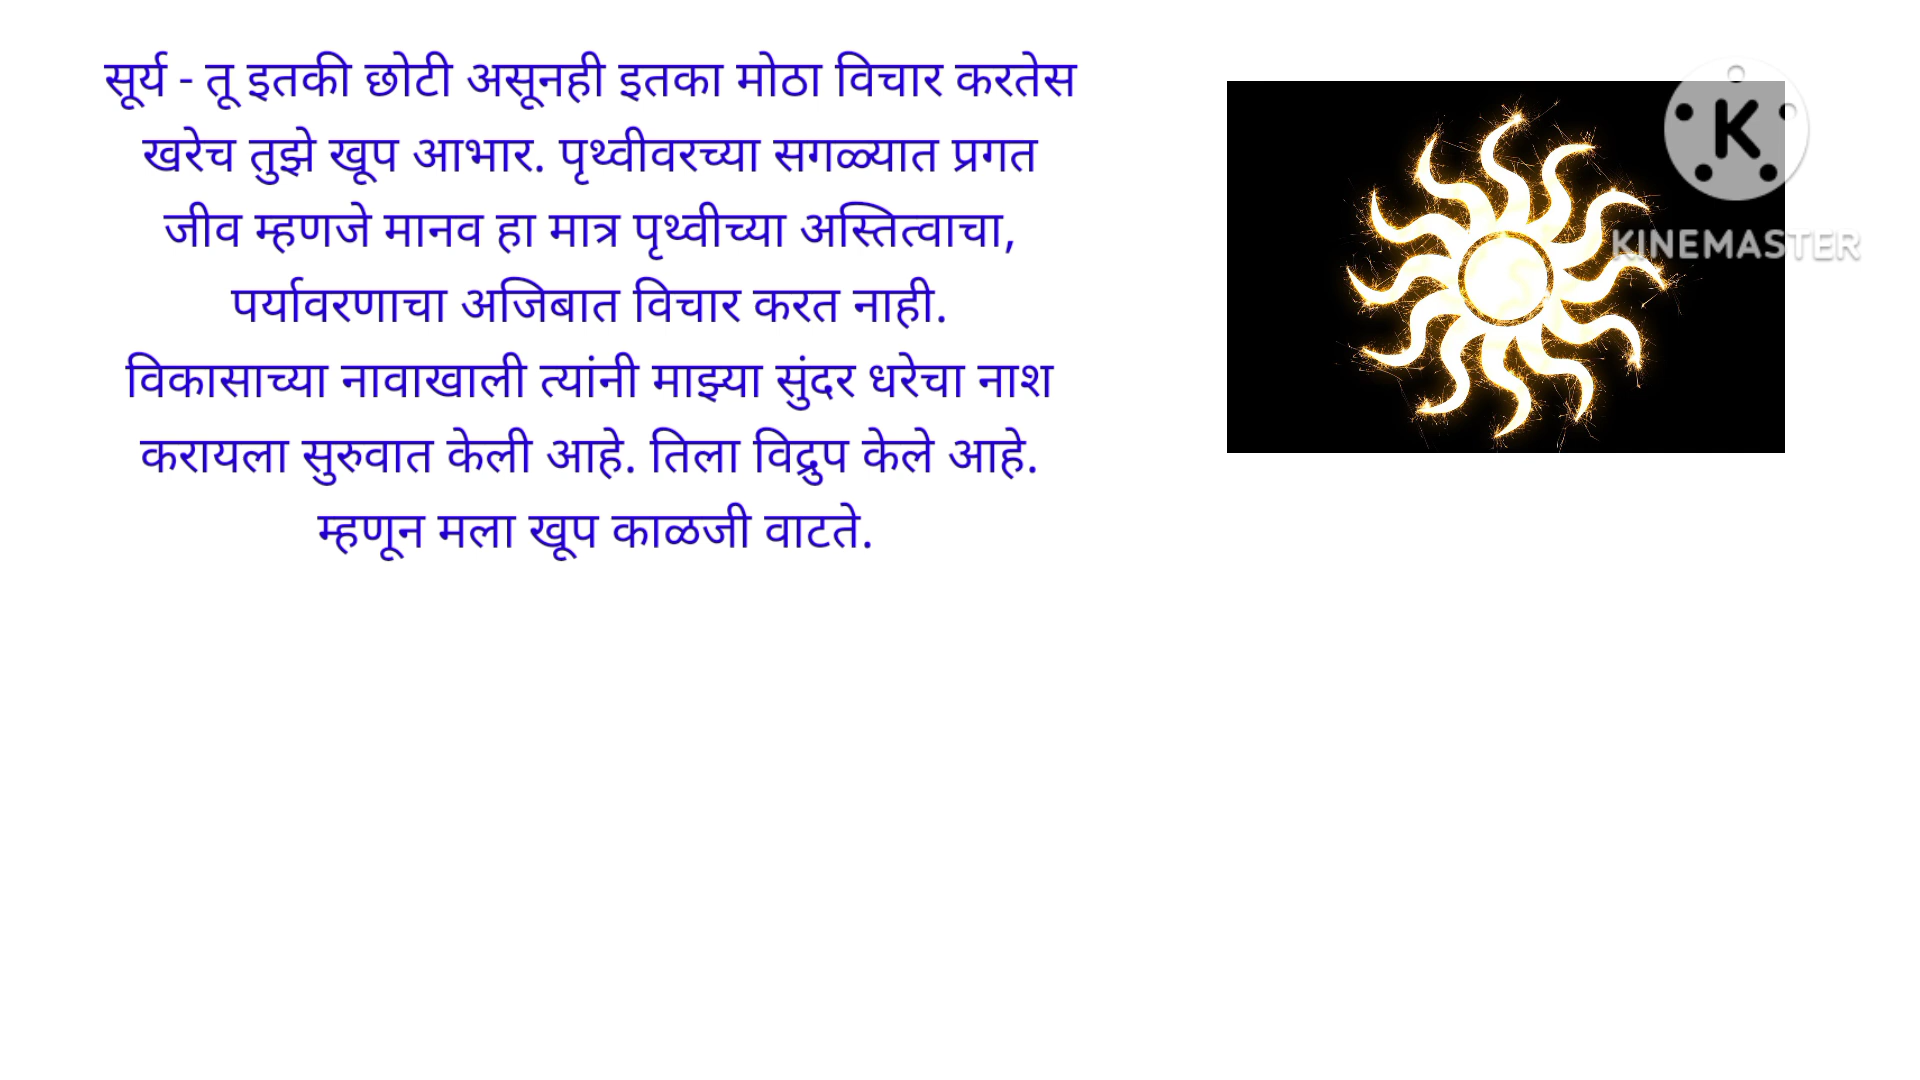 सूर्य - तू इतकी छोटी असूनही इतका मोठा विचार करतेस
खरेच तुझे खूप आभार. पृथ्वीवरच्या सगळ्यात प्रगत
जीव म्हणजे मानव हा मात्र पृथ्वीच्या अस्तित्वाचा,
पर्यावरणाचा अजिबात विचार करत नाही.
विकासाच्या नावाखाली त्यांनी माझ्या सुंदर धरेचा नाश
करायला सुरुवात केली आहे. तिला विद्रुप केले आहे.
म्हणून मला खूप काळजी वाटते.
K
KINEMASTER